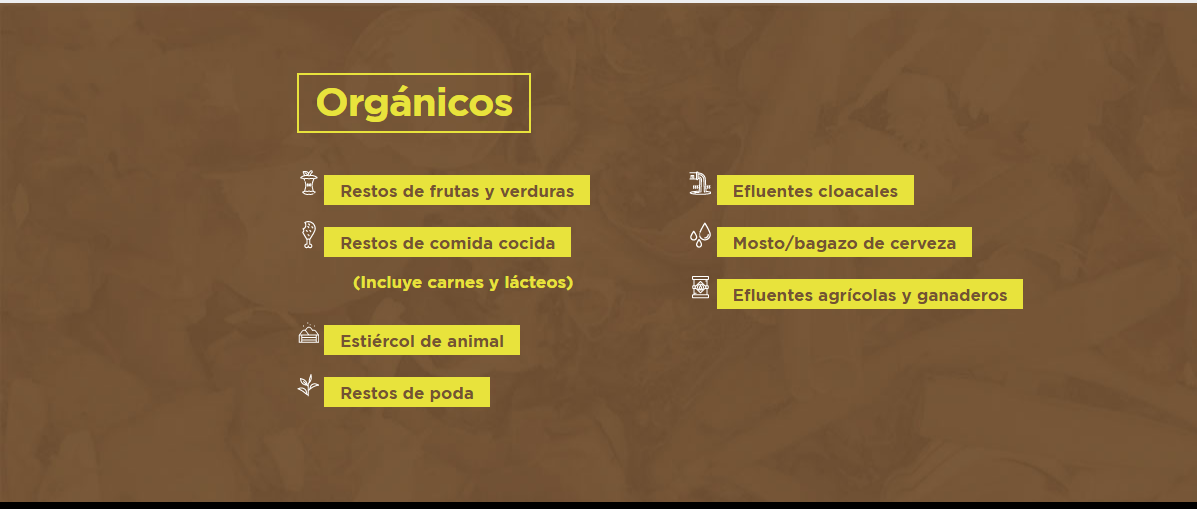 Orgánicos
Restos de frutas y verduras
Restos de comida cocida
(Incluye carnes y lácteos)
Estiércol de animal
Restos de poda
Efluentes cloacales
Mosto/bagazo de cerveza
Efluentes agrícolas y ganaderos